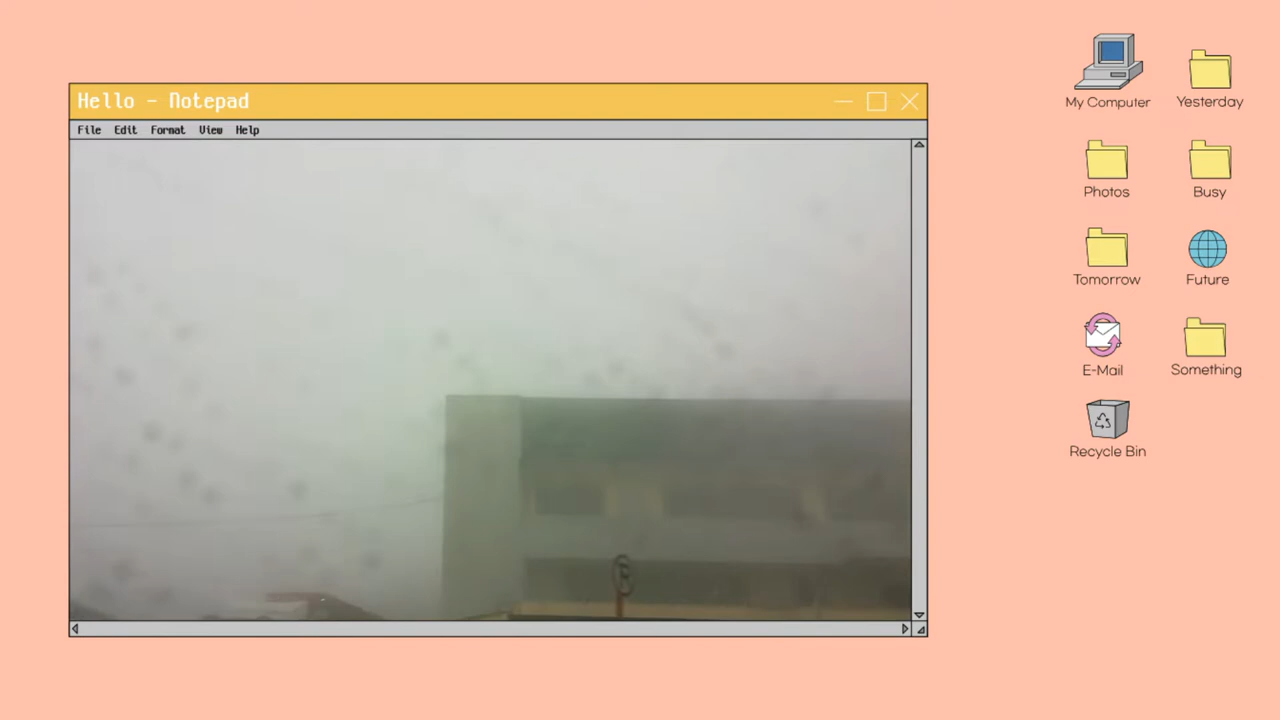 Hello - Notepad
File Edit Format View Help
My Computer
Yesterday
Photos
Busy
Tomorrow
Future
E-Mail
Something
Recycle Bin